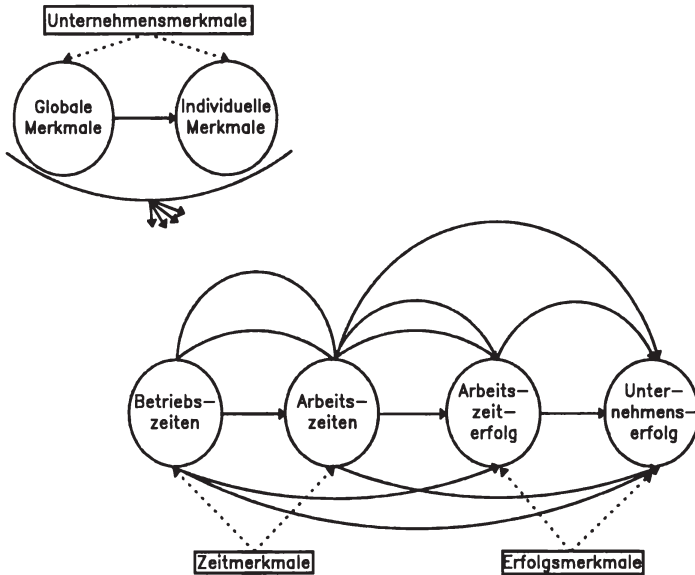 Unternehmensmerkmale
Globale
Merkmale
Individuelle
Merkmale
Betriebs-
zeiten
Arbeits-
zeiten
Arbeits-
zeit-
erfolg
Unter-
nehmens-
erfolg
Zeitmerkmale
Erfolgsmerkmale